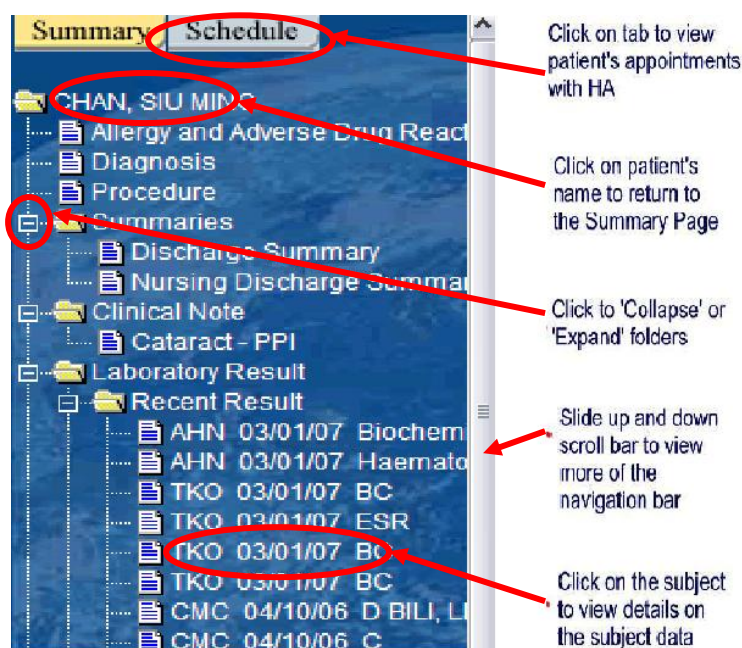 Summary Schedule
Click on tab to view
patient's appointments
with HA
CHAN, SIU MING
Allergy and Adverse Drug React
Diagnosis
Procedure
Click on patient's
name to return to
the Summary Page
Summaries
Discharge Summary
Nursing Discharge Summar
Clinical Note
Cataract - PPI
Click to 'Collapse' or
'Expand' folders
Laboratory Result
Recent Result
AHN 03/01/07 Biochemi
AHN 03/01/07 Haemato
TKO 03/01/07 BC
TKO 03/01/07 ESR
TKO 03/01/07 BC
TKO 03/01/07 BC
CMC 04/10/06 D BILI, LI
CMC 04/10/06 C
Slide up and down
scroll bar to view
more of the
navigation bar
Click on the subject
to view details on
the subject data